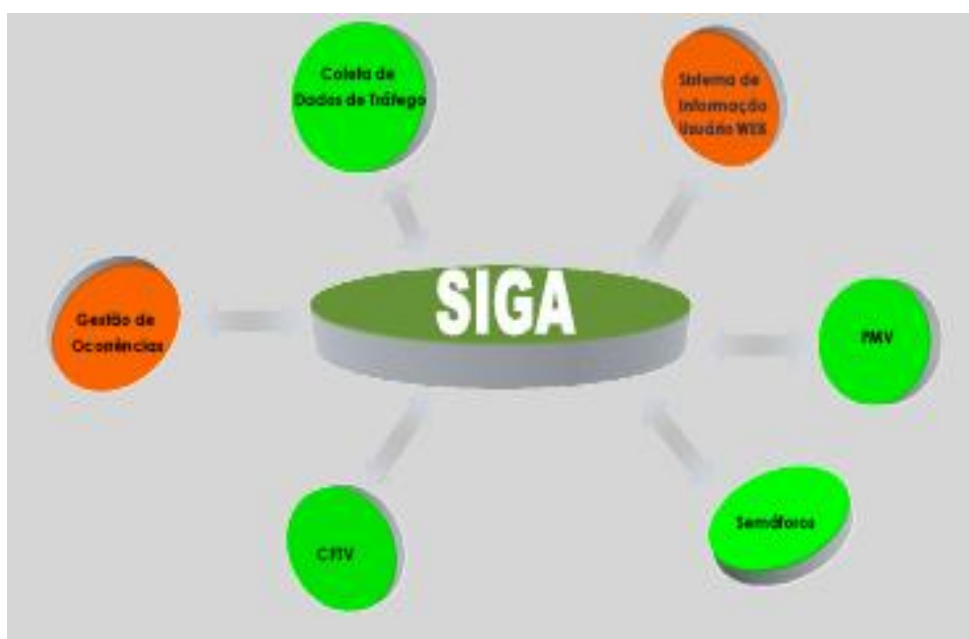 Coleta de
Dados de Tráfego
Sistema de
Informação
Usuário WEB
SIGA
Gestão de
Ocorrências
PMV
CFTV
Semáforos